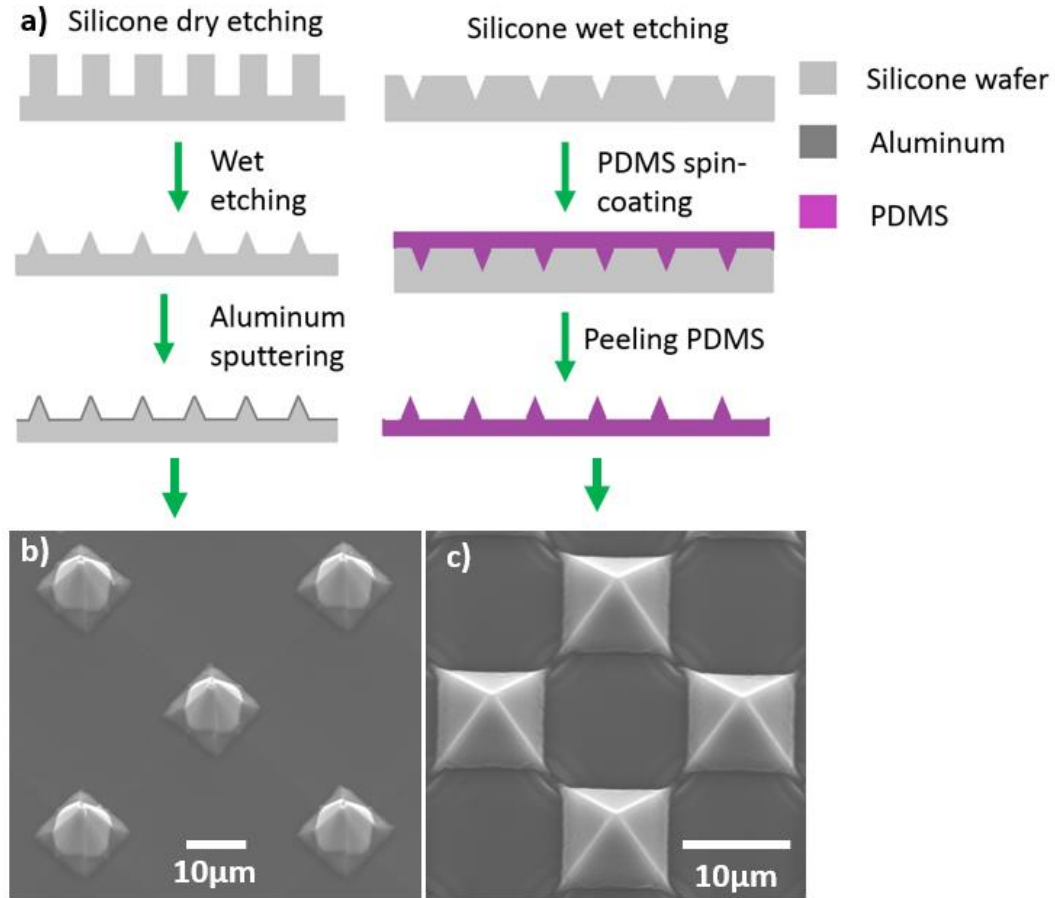 a) Silicone dry etching
Silicone wet etching
Silicone wafer
Aluminum
PDMS
Wet
etching
PDMS spin-
coating
Aluminum
sputtering
Peeling PDMS
b)
c)
10μm
10μm